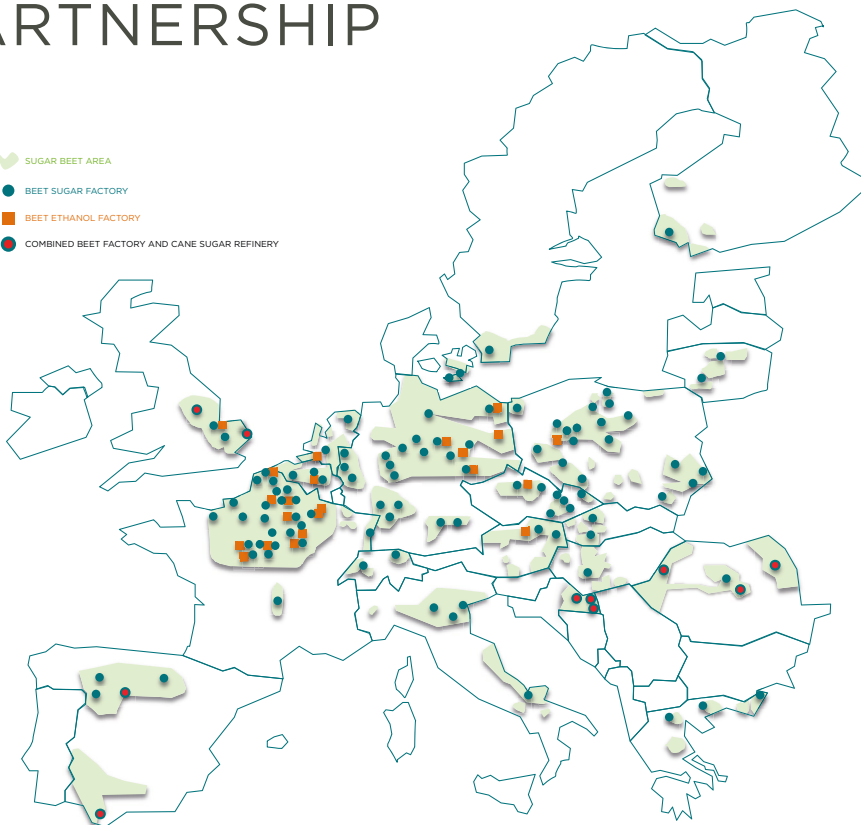 ARTNERSHIP
SUGAR BEET AREA
BEET SUGAR FACTORY
BEET ETHANOL FACTORY
COMBINED BEET FACTORY AND CANE SUGAR REFINERY